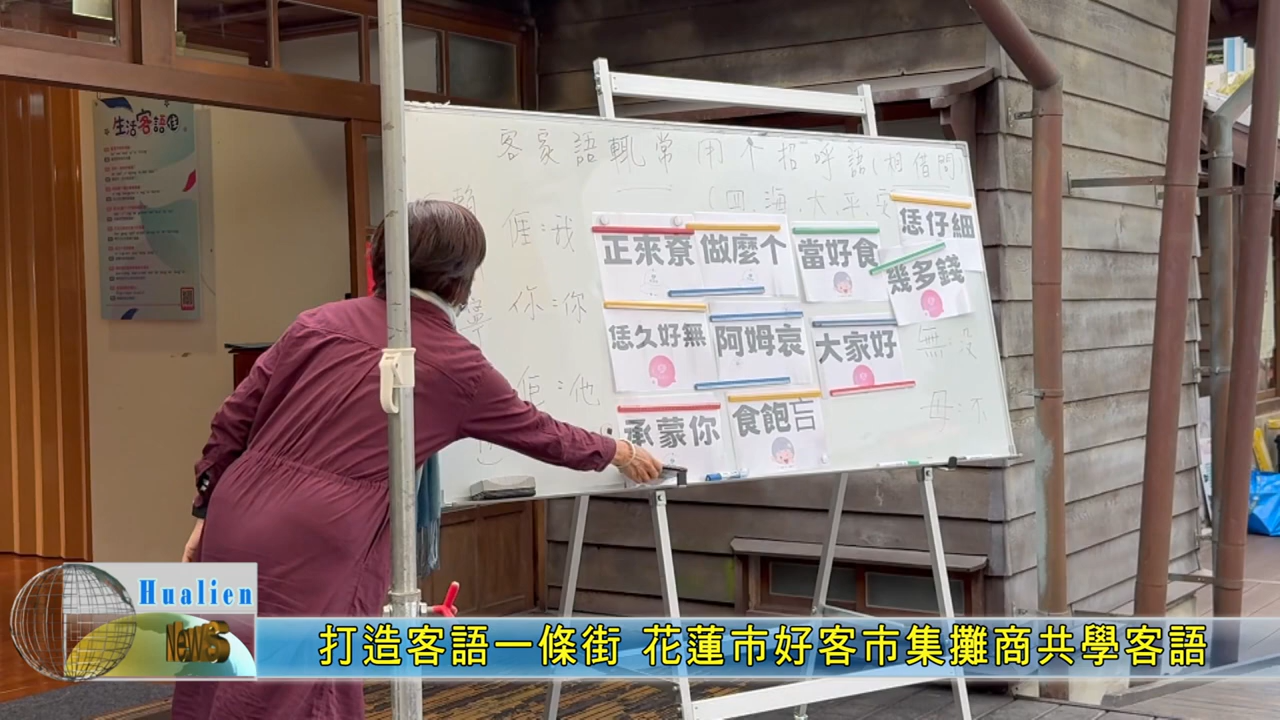 生活客語街
客家語輒常用个招呼語(相借問)
(四.海.大.平.安
𠊎:我
你:你
佢:他
正來尞
做麼个
當好食
恁仔細
幾多錢
恁久好無
阿姆哀
大家好
無:沒
毋:不
承蒙你
食飽吂
Hualien
NEWS
打造客語一條街 花蓮市好客市集攤商共學客語